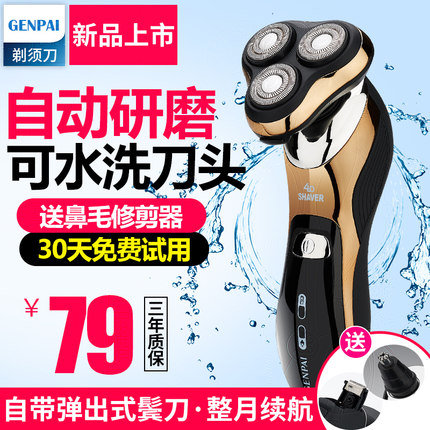 GENPAI
剃须刀
新品上市
自动研磨
可水洗刀头
送鼻毛修剪器
30天免费试用
¥79
三年质保
4D
SHAVER
GENPAI
送
自带弹出式鬓刀·整月续航